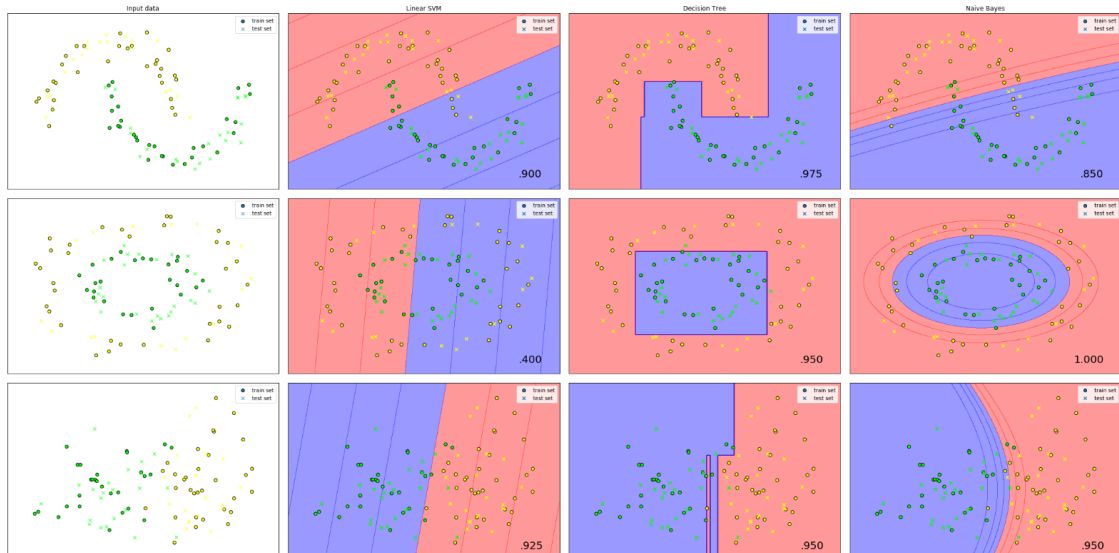 Input data
Linear SVM
Decision Tree
Naive Bayes
train set
test set
train set
test set
train set
test set
train set
test set
.900
.975
.850
train set
test set
train set
test set
train set
test set
train set
test set
.400
.950
1.000
train set
test set
train set
test set
train set
test set
train set
test set
.925
.950
.950